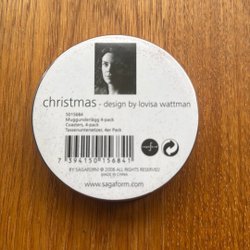 christmas - design by lovisa wattman
5015684
Muggunderlägg 4-pack
Coasters, 4-pack
Tassenuntersetzer, 4er Pack
7 394150 156841
BY SAGAFORM © 2008 ALL RIGHTS RESERVED
MADE IN CHINA
www.sagaform.com